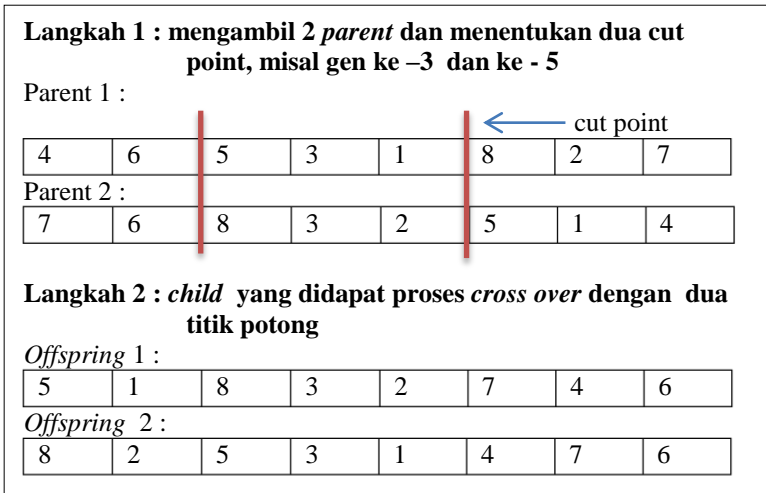 Langkah 1 : mengambil 2 parent dan menentukan dua cut
point, misal gen ke –3 dan ke - 5
Parent 1 :
cut point
4 6 5 3 1 8 2 7
Parent 2 :
7 6 8 3 2 5 1 4
Langkah 2 : child yang didapat proses cross over dengan dua
titik potong
Offspring 1 :
5 1 8 3 2 7 4 6
Offspring 2 :
8 2 5 3 1 4 7 6